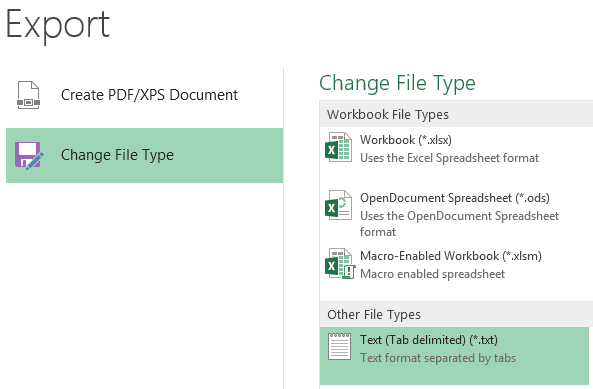 Export
Create PDF/XPS Document
Change File Type
Change File Type
Workbook File Types
Workbook (*.xlsx)
Uses the Excel Spreadsheet format
OpenDocument Spreadsheet (*.ods)
Uses the OpenDocument Spreadsheet
format
Macro-Enabled Workbook (*.xlsm)
Macro enabled spreadsheet
Other File Types
Text (Tab delimited) (*.txt)
Text format separated by tabs